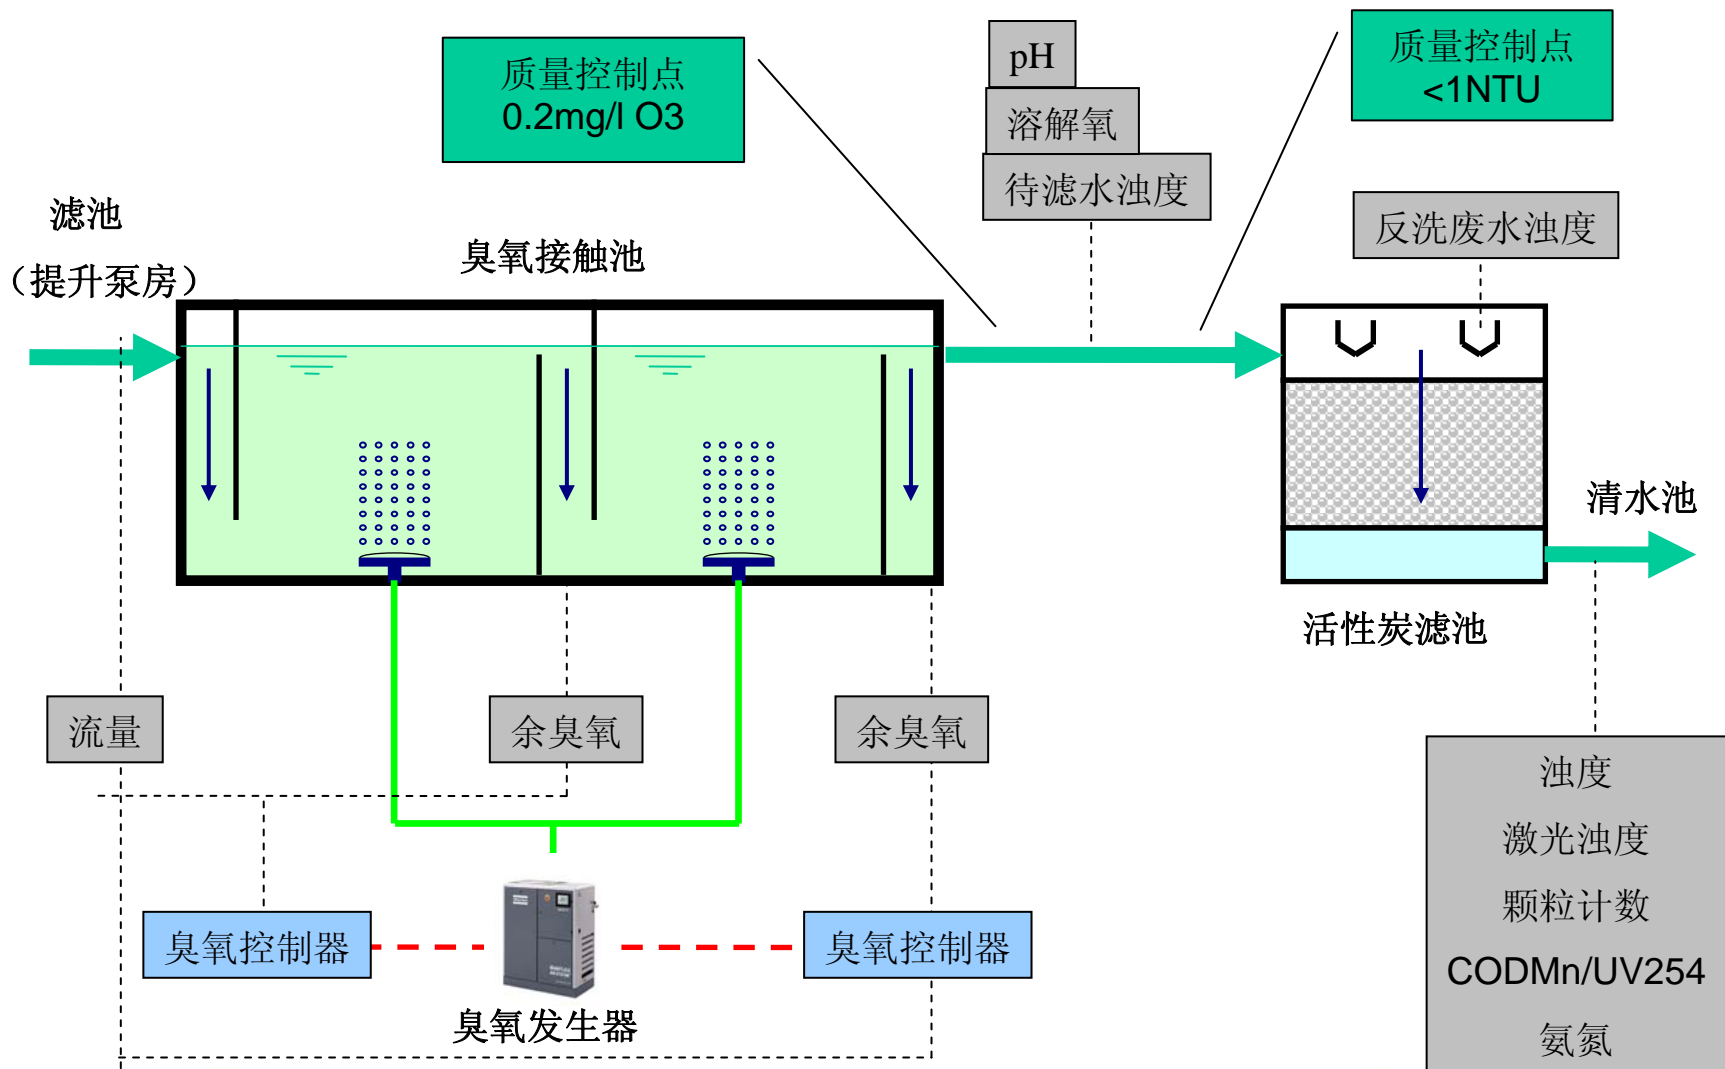 质量控制点
0.2mg/l O3
pH
溶解氧
待滤水浊度
质量控制点
<1NTU
反洗废水浊度
滤池
（提升泵房）
臭氧接触池
清水池
活性炭滤池
流量
余臭氧
余臭氧
臭氧控制器
臭氧控制器
臭氧发生器
浊度
激光浊度
颗粒计数
CODMn/UV254
氨氮